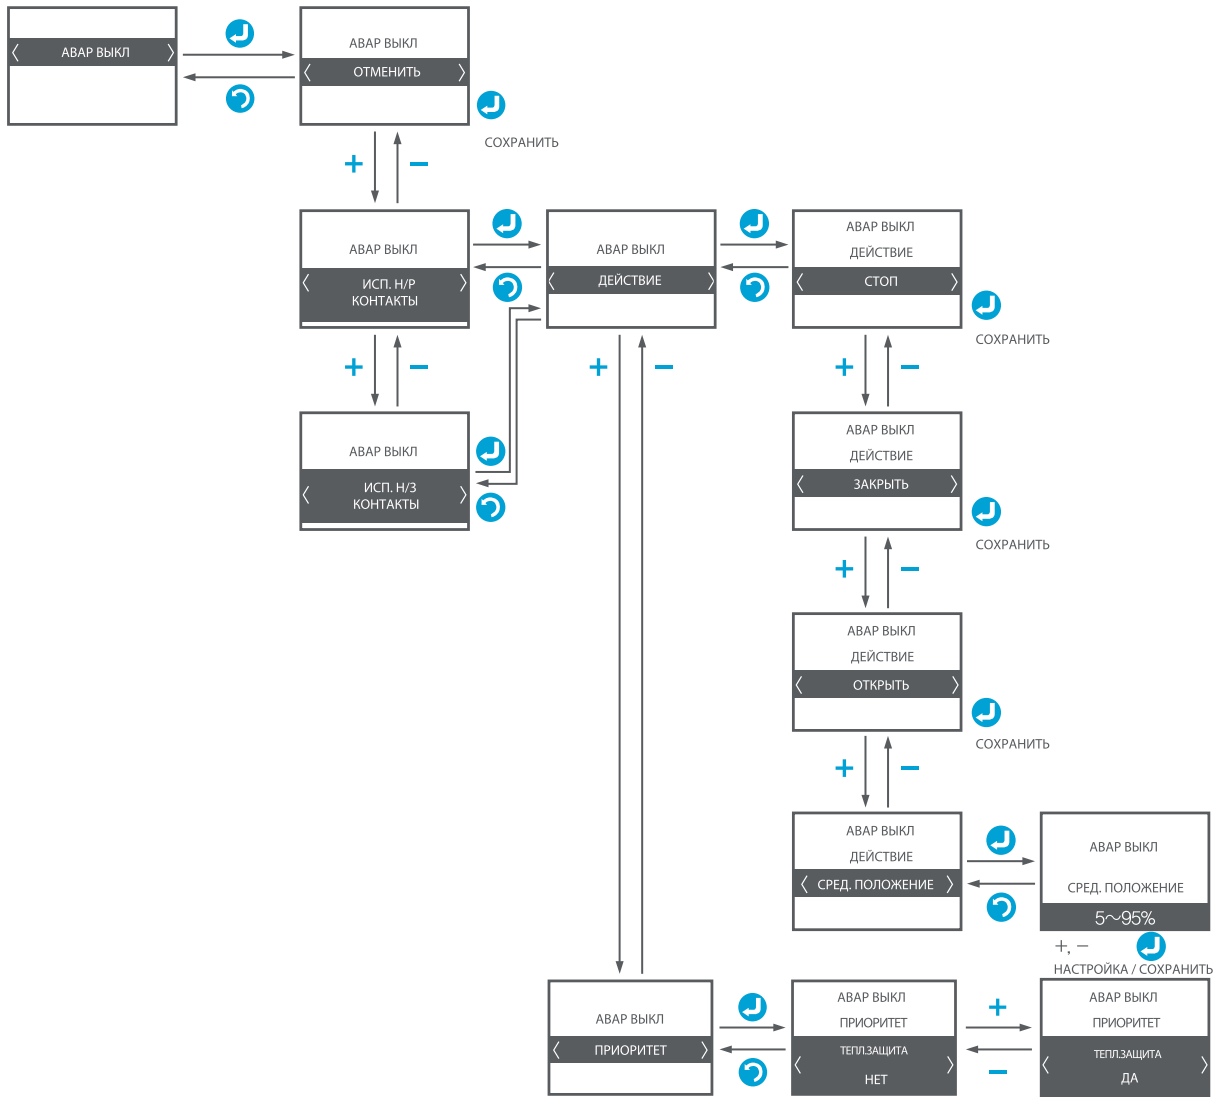 АВАР ВЫКЛ
АВАР ВЫКЛ
ОТМЕНИТЬ
СОХРАНИТЬ
+
−
АВАР ВЫКЛ
ИСП. Н/Р
КОНТАКТЫ
АВАР ВЫКЛ
ДЕЙСТВИЕ
АВАР ВЫКЛ
ДЕЙСТВИЕ
СТОП
СОХРАНИТЬ
+
−
+
−
+
−
АВАР ВЫКЛ
ИСП. Н/З
КОНТАКТЫ
АВАР ВЫКЛ
ДЕЙСТВИЕ
ЗАКРЫТЬ
СОХРАНИТЬ
+
−
АВАР ВЫКЛ
ДЕЙСТВИЕ
ОТКРЫТЬ
СОХРАНИТЬ
+
−
АВАР ВЫКЛ
ДЕЙСТВИЕ
СРЕД. ПОЛОЖЕНИЕ
АВАР ВЫКЛ
СРЕД. ПОЛОЖЕНИЕ
5～95%
+, −
НАСТРОЙКА / СОХРАНИТЬ
АВАР ВЫКЛ
ПРИОРИТЕТ
АВАР ВЫКЛ
ПРИОРИТЕТ
ТЕПЛ.ЗАЩИТА
НЕТ
+
−
АВАР ВЫКЛ
ПРИОРИТЕТ
ТЕПЛ.ЗАЩИТА
ДА